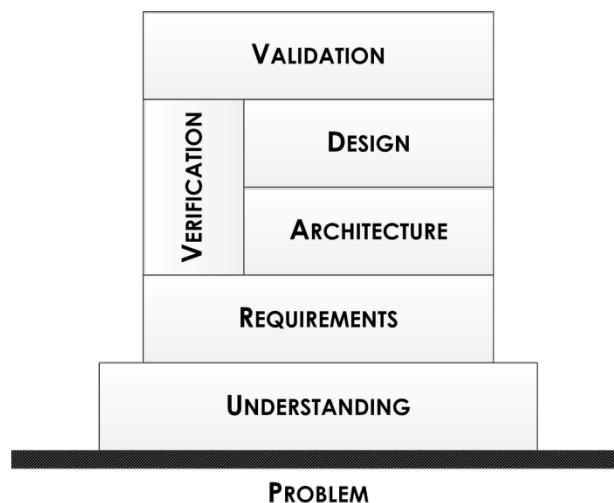 VALIDATION
VERIFICATION
DESIGN
ARCHITECTURE
REQUIREMENTS
UNDERSTANDING
PROBLEM